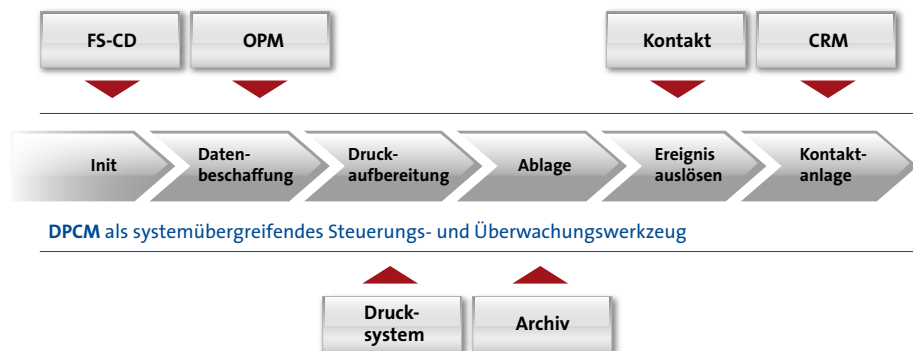 FS-CD
OPM
Kontakt
CRM
Init
Daten-
beschaffung
Druck-
aufbereitung
Ablage
Ereignis
auslösen
Kontakt-
anlage
DPCM als systemübergreifendes Steuerungs- und Überwachungswerkzeug
Druck-
system
Archiv